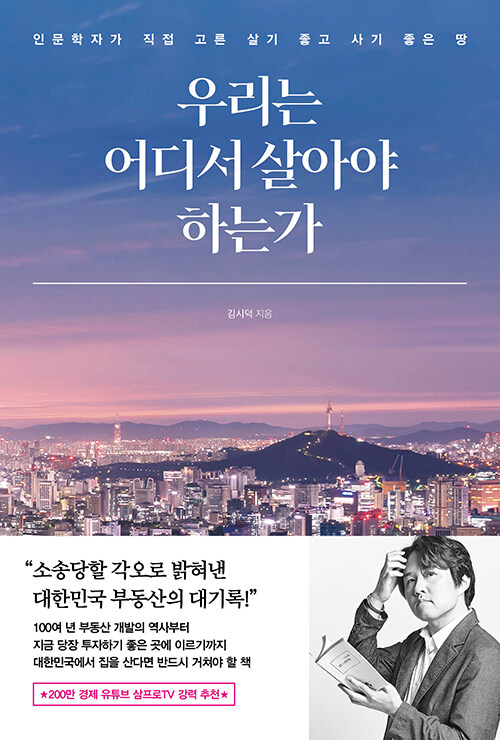 인문학자가 직접 고른 살기 좋고 사기 좋은 땅
우리는
어디서 살아야
하는가
김시덕 지음
“소송당할 각오로 밝혀낸
대한민국 부동산의 대기록!”
100여 년 부동산 개발의 역사부터
지금 당장 투자하기 좋은 곳에 이르기까지
대한민국에서 집을 산다면 반드시 거쳐야 할 책
★200만 경제 유튜브 삼프로TV 강력 추천★